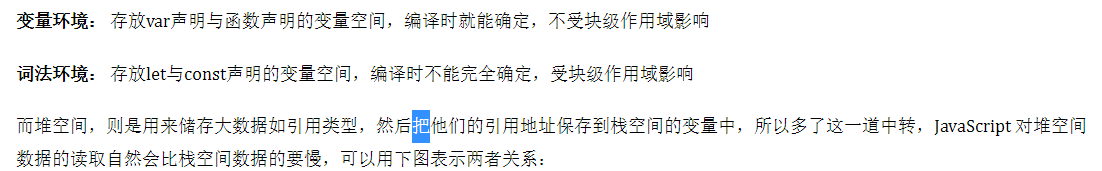 变量环境： 存放var声明与函数声明的变量空间，编译时就能确定，不受块级作用域影响
词法环境： 存放let与const声明的变量空间，编译时不能完全确定，受块级作用域影响
而堆空间，则是用来储存大数据如引用类型，然后把他们的引用地址保存到栈空间的变量中，所以多了这一道中转，JavaScript 对堆空间
数据的读取自然会比栈空间数据的要慢，可以用下图表示两者关系：